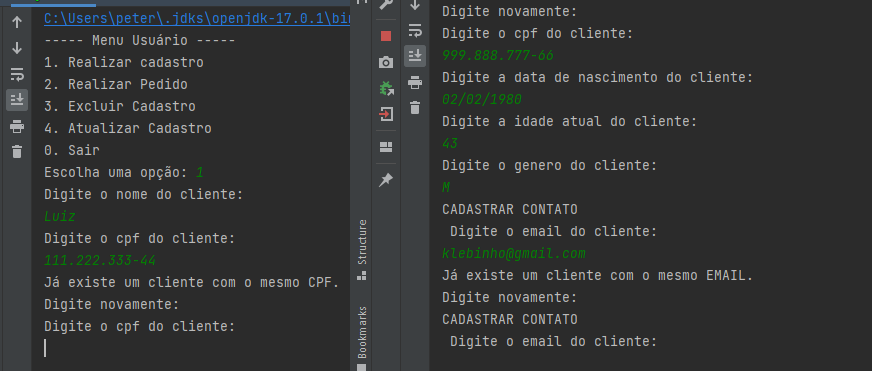 C:\Users\peter\.jdks\openjdk-17.0.1\bin
----- Menu Usuário -----
1. Realizar cadastro
2. Realizar Pedido
3. Excluir Cadastro
4. Atualizar Cadastro
0. Sair
Escolha uma opção: 1
Digite o nome do cliente:
Luiz
Digite o cpf do cliente:
111.222.333-44
Já existe um cliente com o mesmo CPF.
Digite novamente:
Digite o cpf do cliente:
Structure
Bookmarks
Digite novamente:
Digite o cpf do cliente:
999.888.777-66
Digite a data de nascimento do cliente:
02/02/1980
Digite a idade atual do cliente:
43
Digite o genero do cliente:
M
CADASTRAR CONTATO
Digite o email do cliente:
klebinho@gmail.com
Já existe um cliente com o mesmo EMAIL.
Digite novamente:
CADASTRAR CONTATO
Digite o email do cliente: